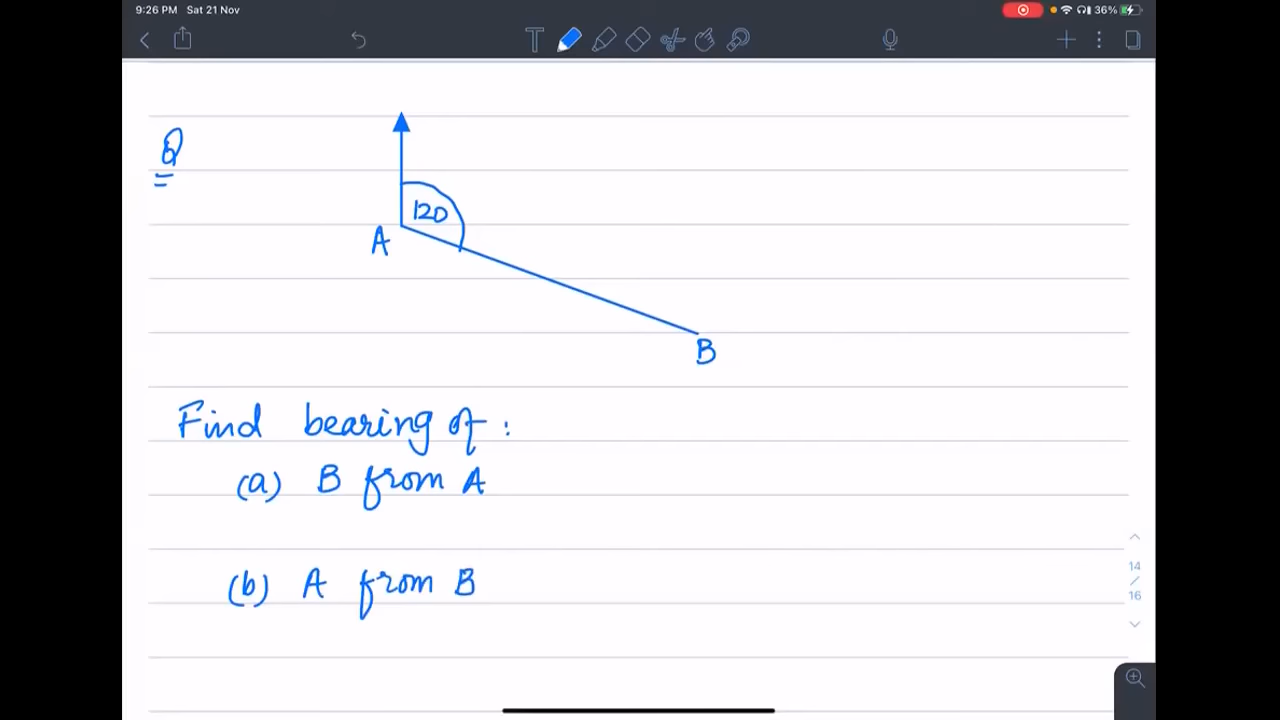 9:26 PM Sat 21 Nov
36%
T
Q
120
A
B
Find bearing of :
(a) B from A
(b) A from B
14
/
16